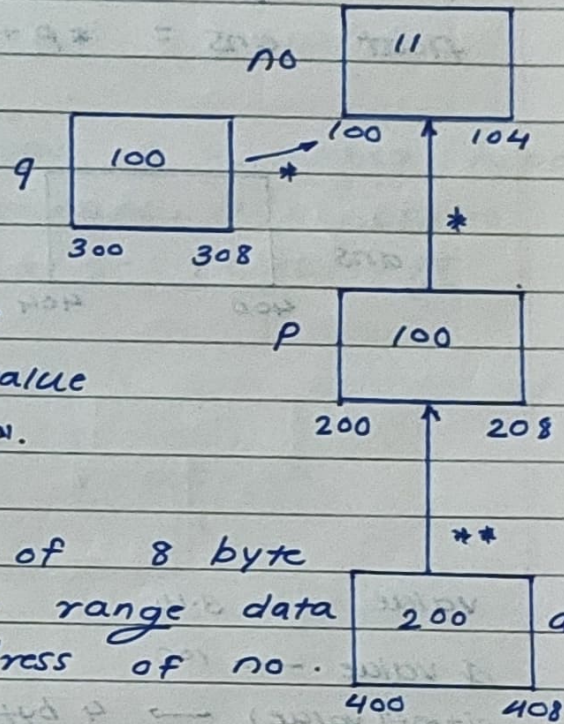 no 11
100 104
q 100 *
300 308
*
p 100
alue
200 208
of 8 byte
**
range data 200
ress of no.
400 408